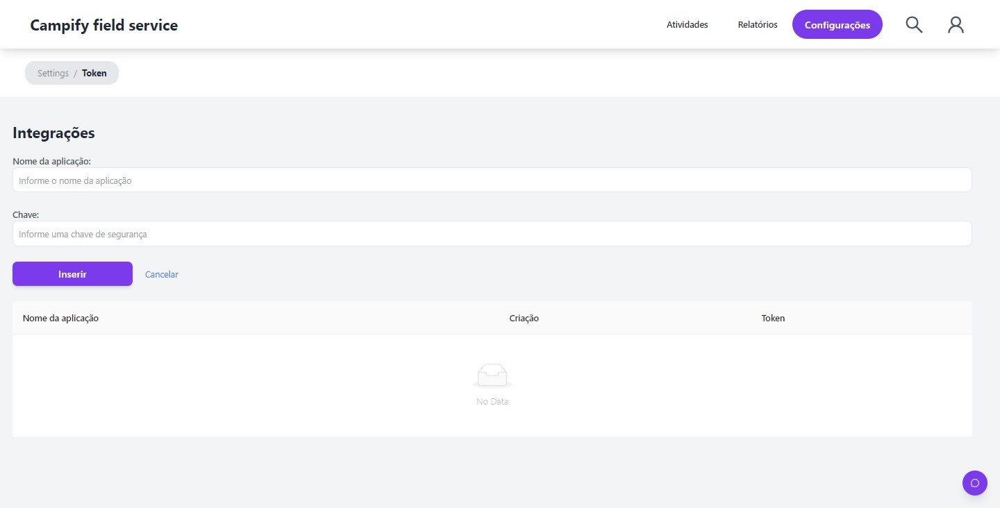 Campify field service
Atividades
Relatórios
Configurações
Settings / Token
Integrações
Nome da aplicação:
Informe o nome da aplicação
Chave:
Informe uma chave de segurança
Inserir
Cancelar
Nome da aplicação
Criação
Token
No Data